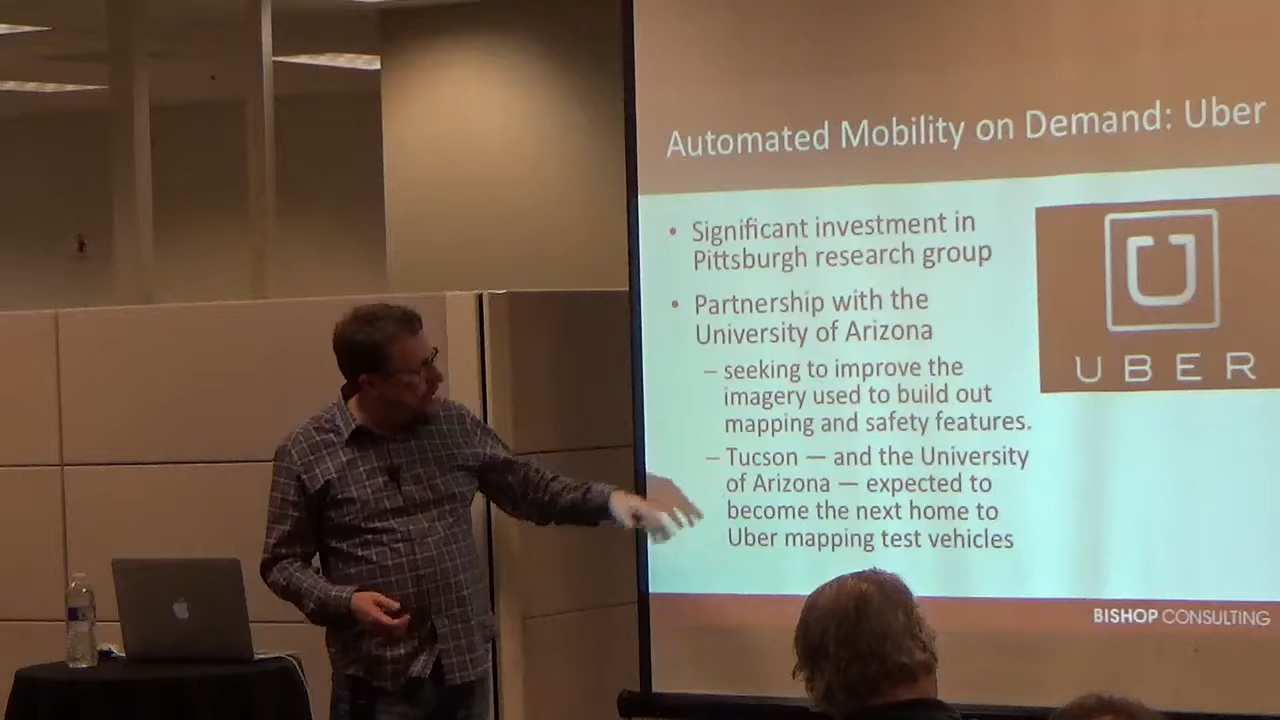 Automated Mobility on Demand: Uber
• Significant investment in
Pittsburgh research group
• Partnership with the
University of Arizona
– seeking to improve the
imagery used to build out
mapping and safety features.
– Tucson — and the University
of Arizona — expected to
become the next home to
Uber mapping test vehicles
U
UBER
BISHOP CONSULTING